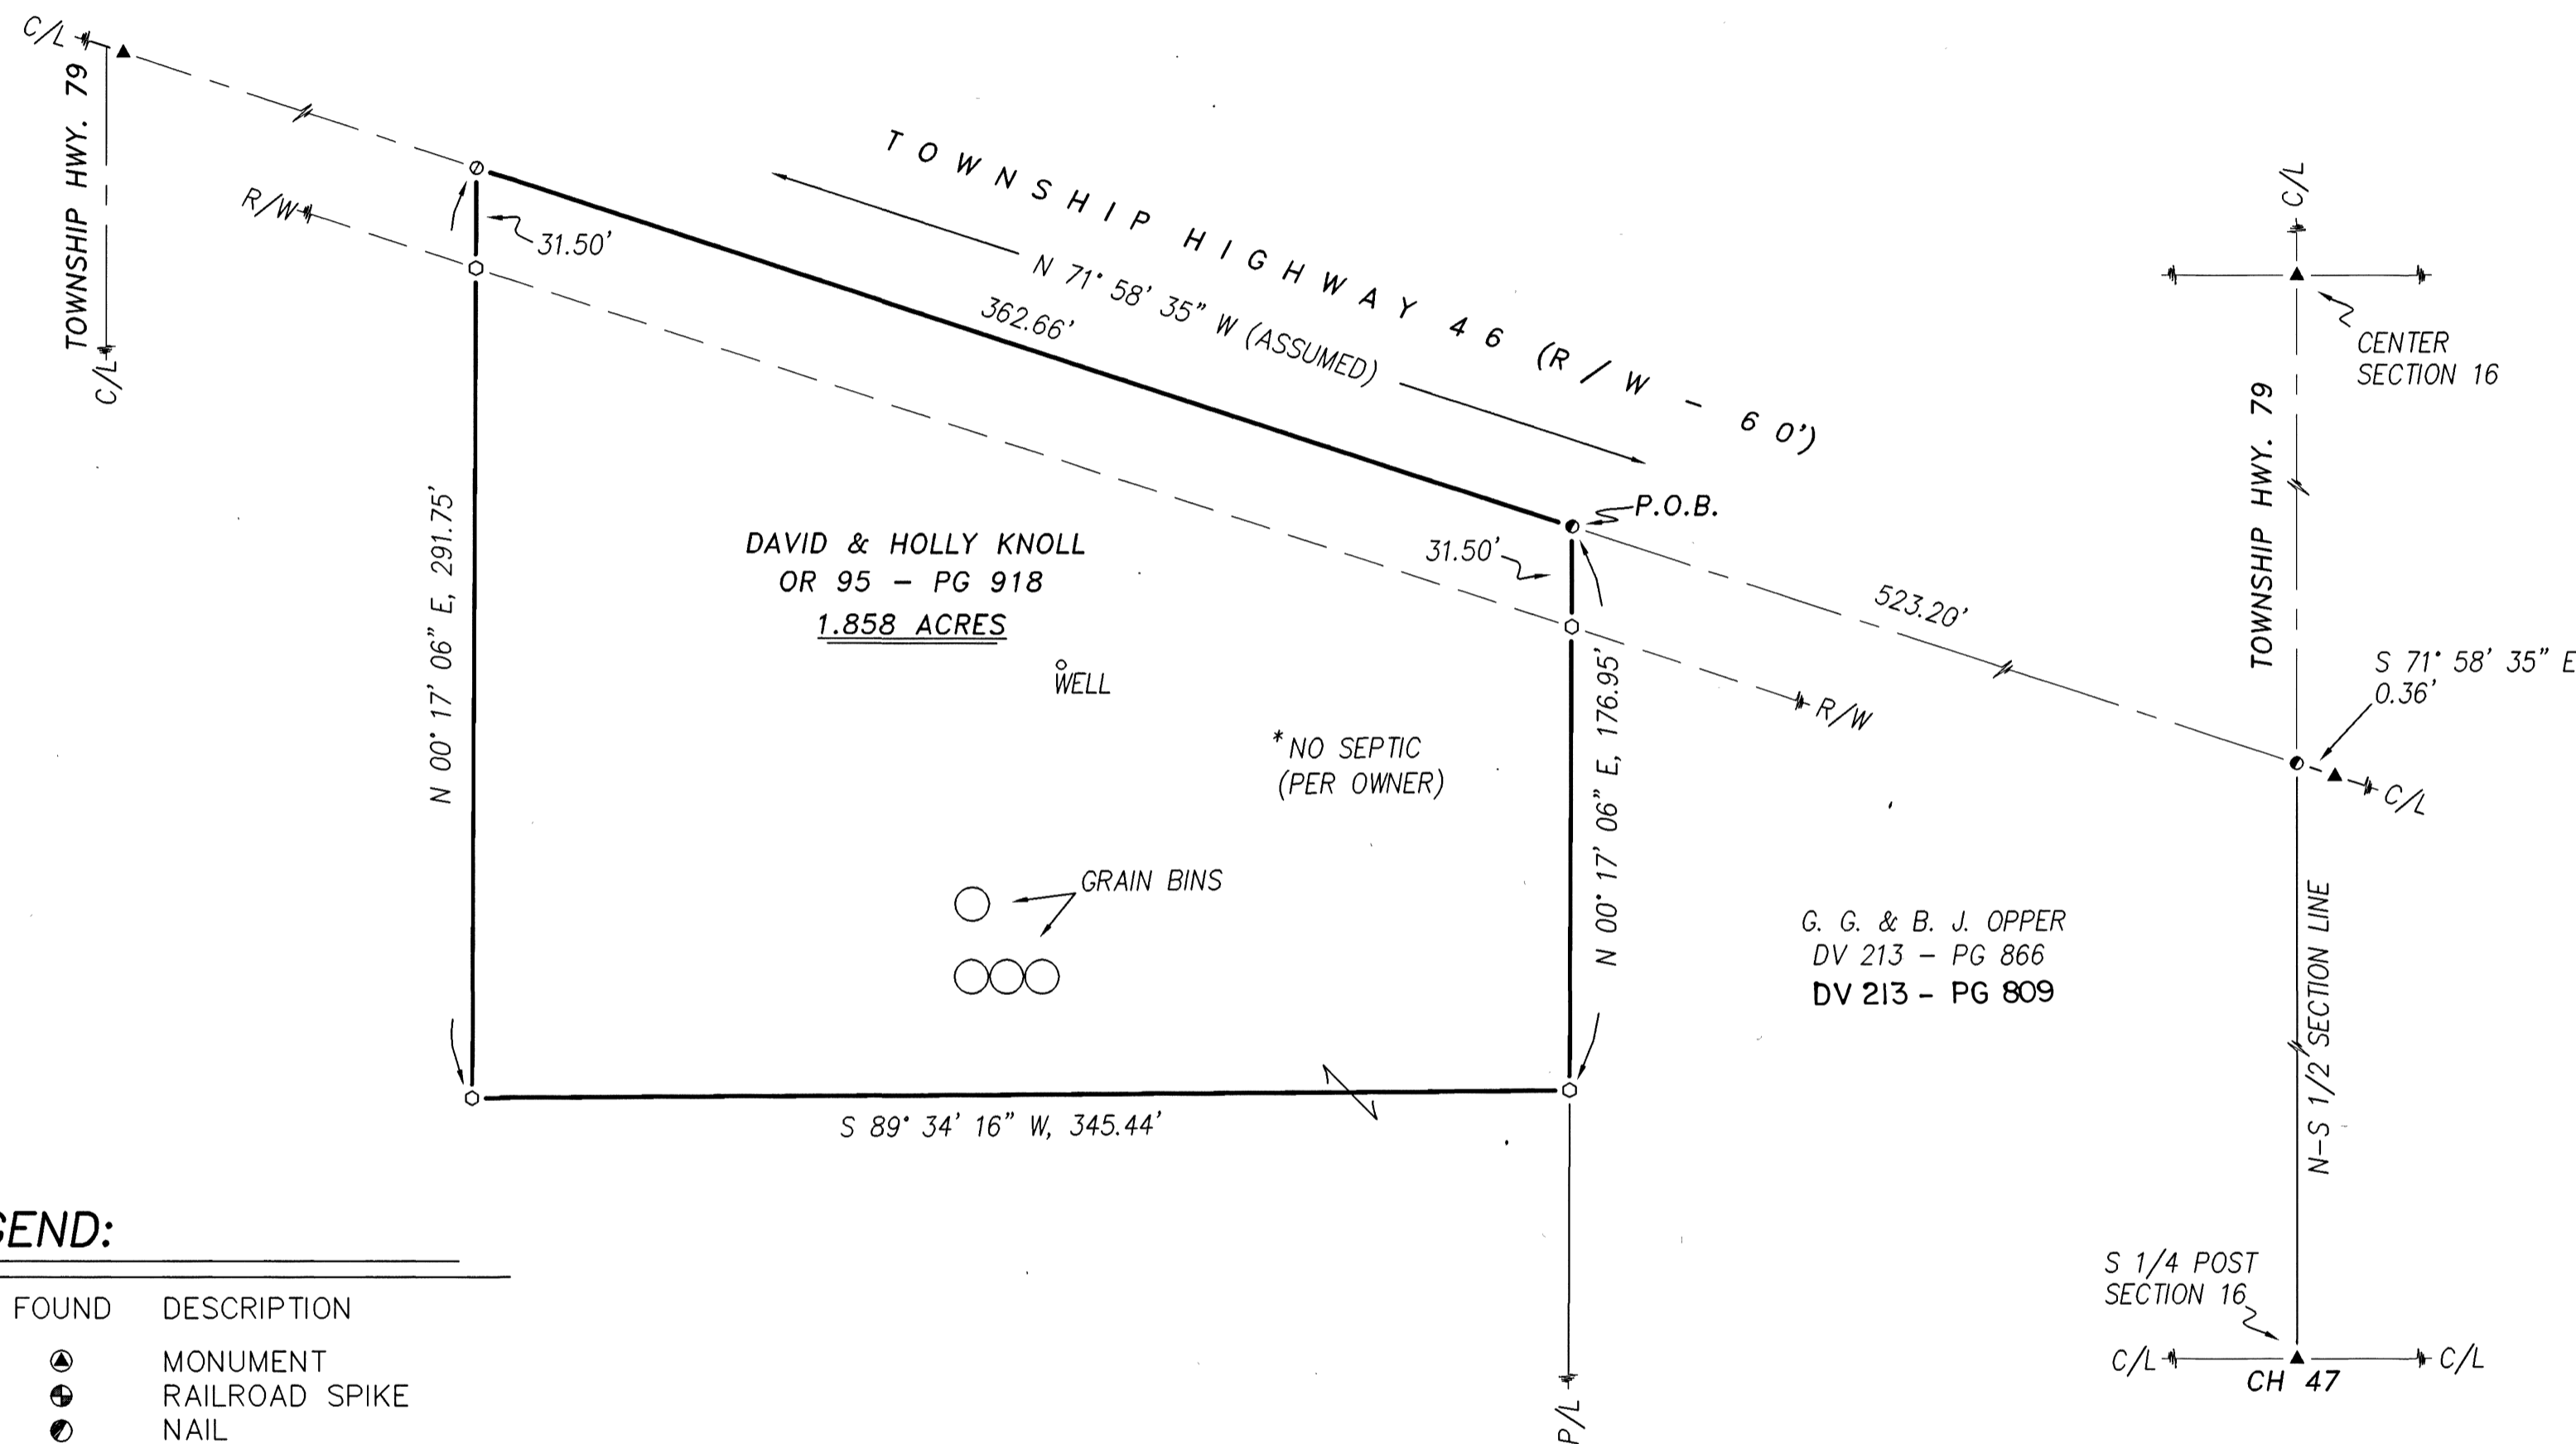 C/L
TOWNSHIP HWY. 79
C/L
R/W
31.50'
TOWNSHIP HIGHWAY 46 (R/W - 60')
N 71° 58' 35" W (ASSUMED)
362.66'
C/L
CENTER
SECTION 16
TOWNSHIP HWY. 79
P.O.B.
31.50'
N 00° 17' 06" E, 291.75'
DAVID & HOLLY KNOLL
OR 95 - PG 918
1.858 ACRES
WELL
523.20'
S 71° 58' 35" E
0.36'
R/W
C/L
*NO SEPTIC
(PER OWNER)
N 00° 17' 06" E, 176.95'
GRAIN BINS
G. G. & B. J. OPPER
DV 213 - PG 866
DV 213 - PG 809
N-S 1/2 SECTION LINE
S 89° 34' 16" W, 345.44'
GEND:
FOUND DESCRIPTION
MONUMENT
RAILROAD SPIKE
NAIL
P/L
S 1/4 POST
SECTION 16
C/L
C/L
CH 47